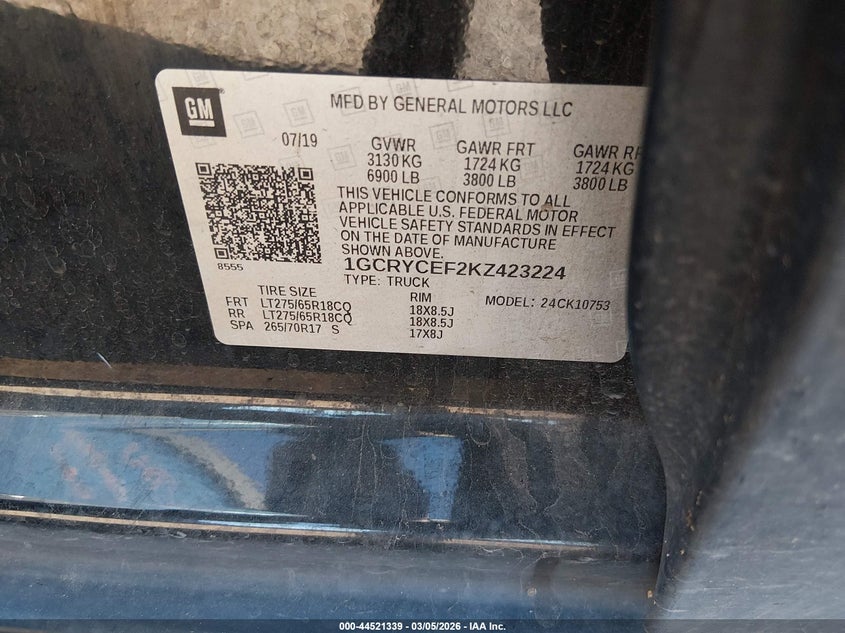 GM
MFD BY GENERAL MOTORS LLC
07/19 GVWR GAWR FRT GAWR RR
3130 KG 1724 KG 1724 KG
6900 LB 3800 LB 3800 LB
THIS VEHICLE CONFORMS TO ALL
APPLICABLE U.S. FEDERAL MOTOR
VEHICLE SAFETY STANDARDS IN EFFECT
ON THE DATE OF MANUFACTURE
SHOWN ABOVE.
8555
1GCRYCEF2KZ423224
TYPE: TRUCK
TIRE SIZE RIM MODEL: 24CK10753
FRT LT275/65R18CQ 18X8.5J
RR LT275/65R18CQ 18X8.5J
SPA 265/70R17 S 17X8J
000-44521339 — 03/05/2026 — IAA Inc.